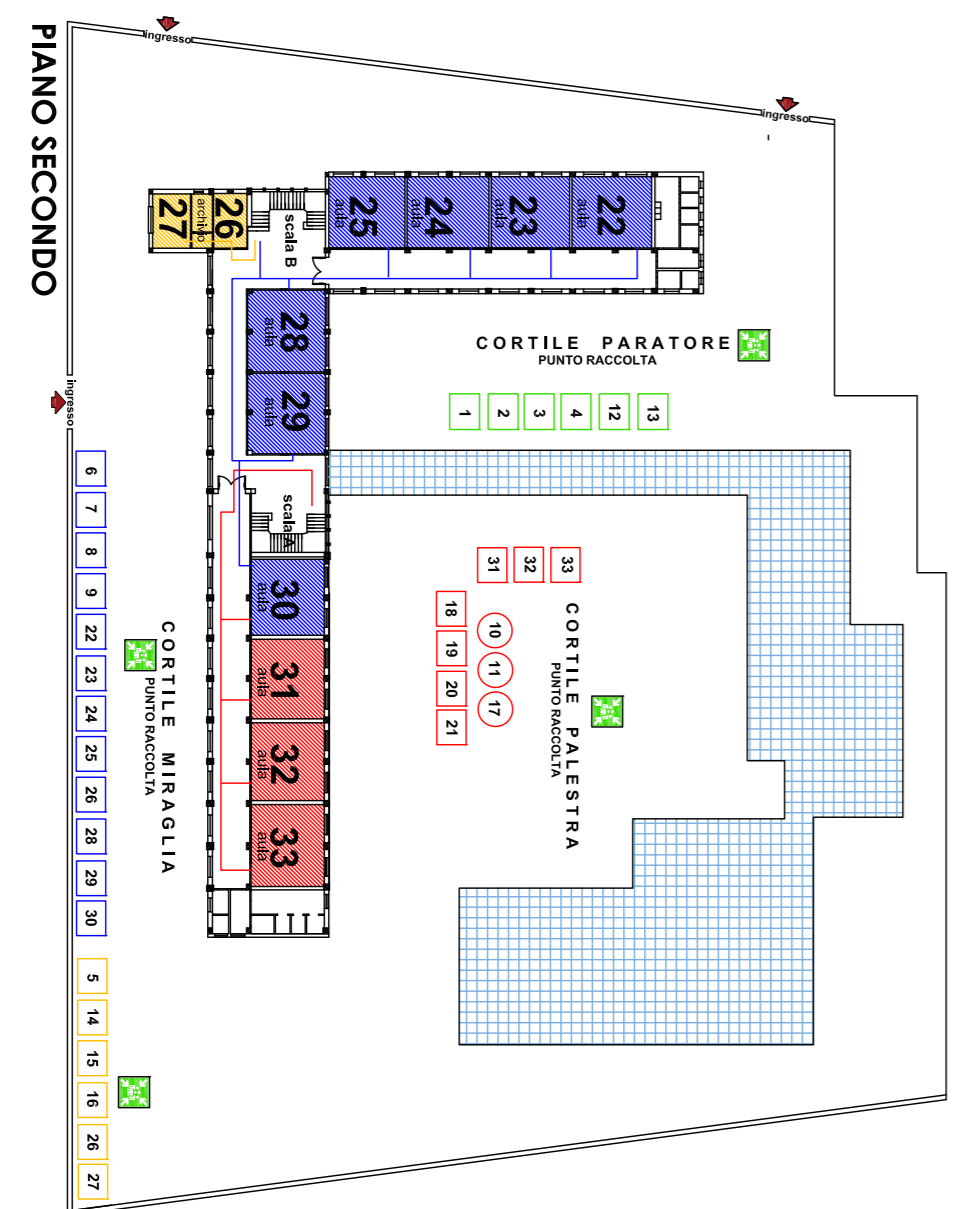 PIANO SECONDO
ingresso
ingresso
ingresso
27
archivio
26
scala B
25
aula
24
aula
23
aula
22
aula
28
aula
29
aula
scala A
30
aula
31
aula
32
aula
33
aula
CORTILE PARATORE
PUNTO RACCOLTA
1
2
3
4
12
13
31
32
33
18
19
20
21
10
11
17
CORTILE PALESTRA
PUNTO RACCOLTA
CORTILE MIRAGLIA
PUNTO RACCOLTA
6
7
8
9
22
23
24
25
26
28
29
30
5
14
15
16
26
27